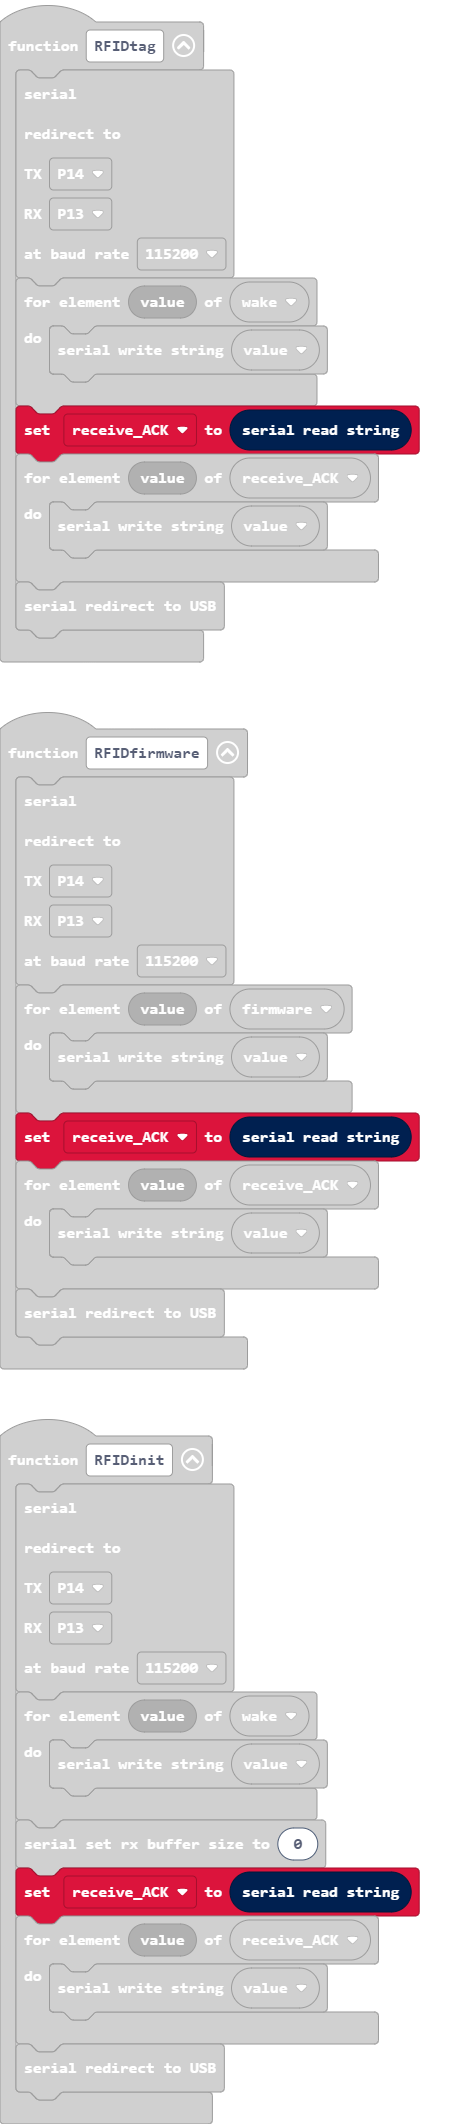 function RFIDtag
serial
redirect to
TX P14
RX P13
at baud rate 115200
for element value of wake
do
serial write string value
set receive_ACK to serial read string
for element value of receive_ACK
do
serial write string value
serial redirect to USB
function RFIDfirmware
serial
redirect to
TX P14
RX P13
at baud rate 115200
for element value of firmware
do
serial write string value
set receive_ACK to serial read string
for element value of receive_ACK
do
serial write string value
serial redirect to USB
function RFIDinit
serial
redirect to
TX P14
RX P13
at baud rate 115200
for element value of wake
do
serial write string value
serial set rx buffer size to 0
set receive_ACK to serial read string
for element value of receive_ACK
do
serial write string value
serial redirect to USB